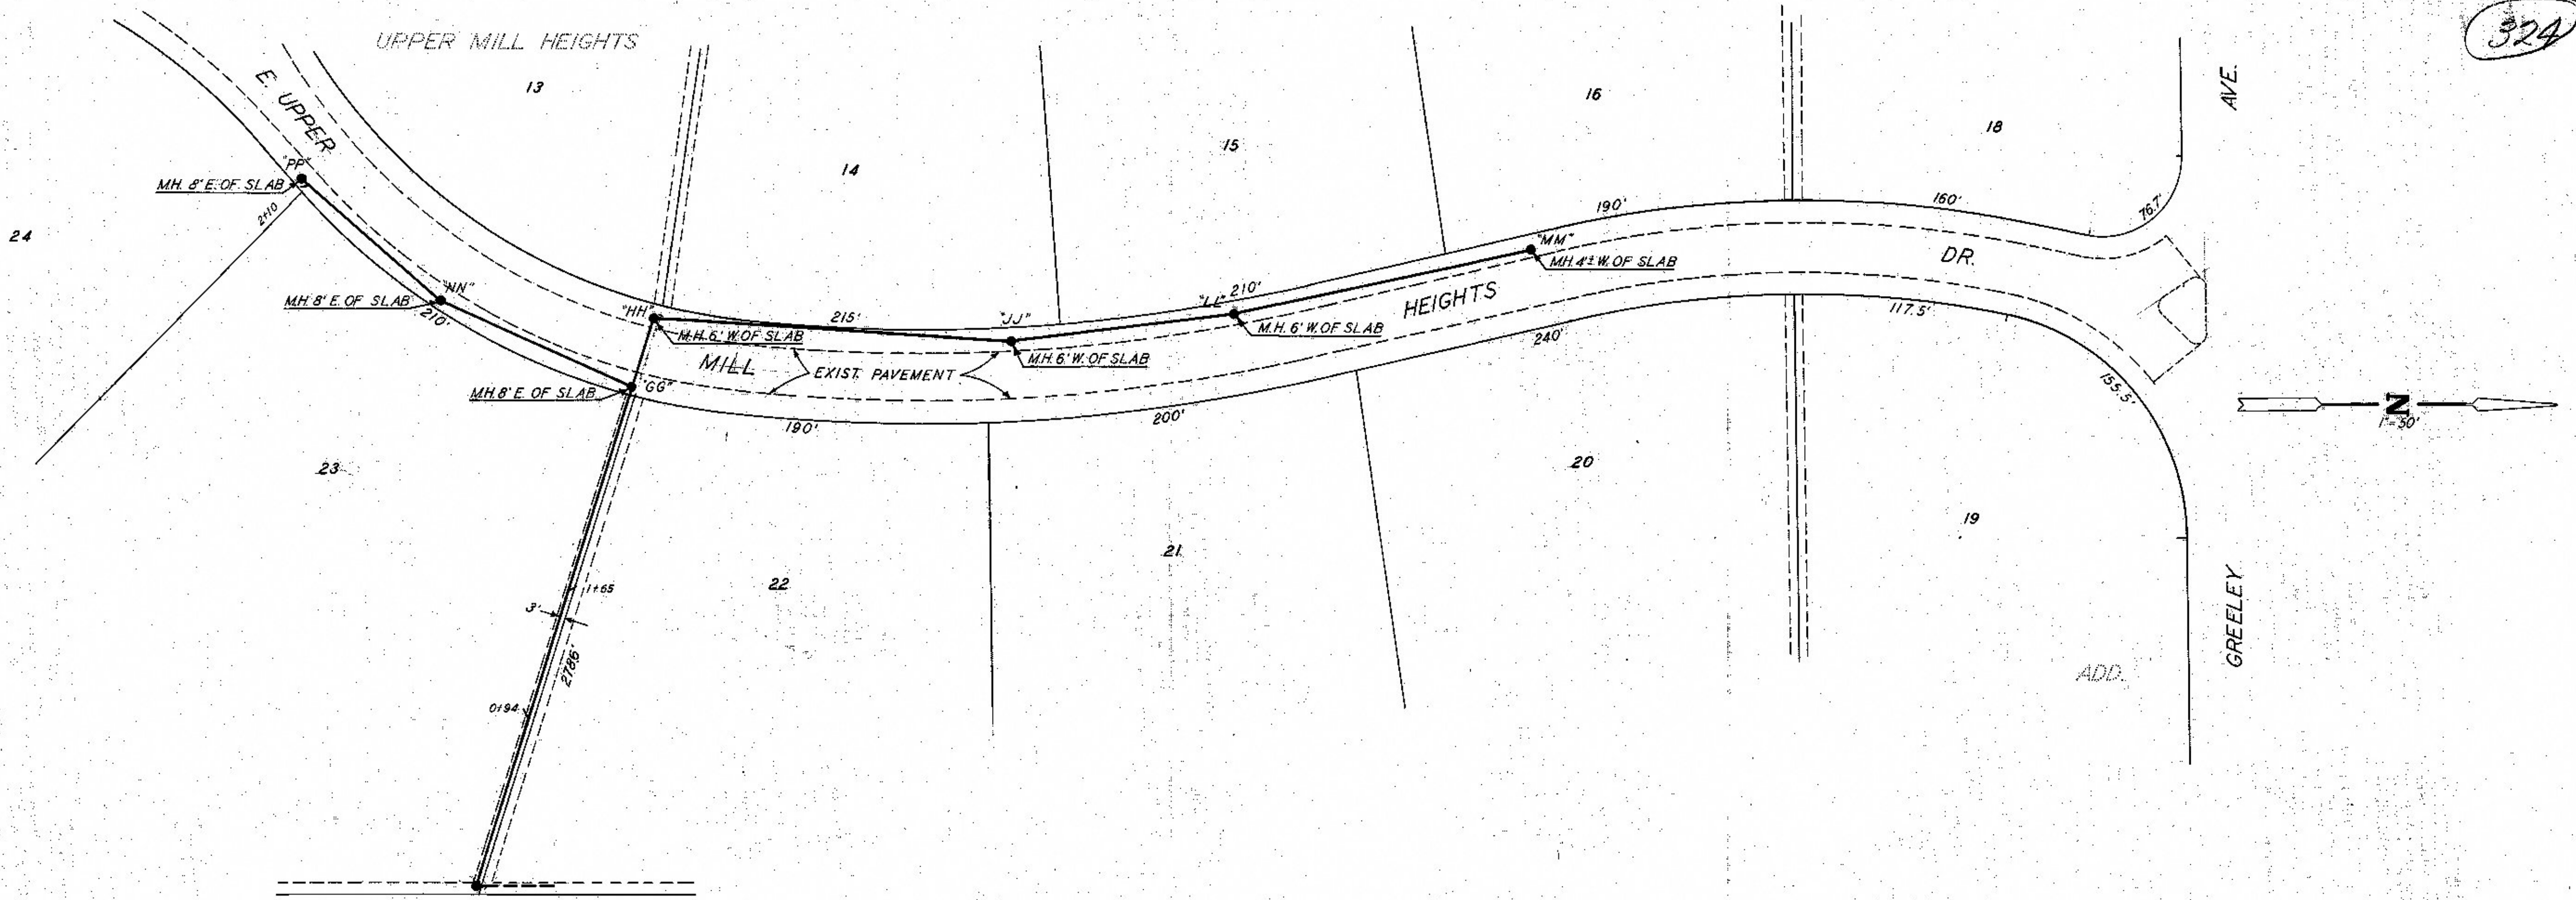 324
UPPER MILL HEIGHTS
13
14
15
16
18
AVE.
E. UPPER
"PP"
M.H. 8' E. OF SLAB
2+10
24
"NN"
M.H. 8' E. OF SLAB
210'
"HH"
M.H. 6' W. OF SLAB
215'
"JJ"
M.H. 6' W. OF SLAB
"LL"
210'
M.H. 6' W. OF SLAB
"MM"
M.H. 4'± W. OF SLAB
190'
160'
76.7'
MILL
EXIST. PAVEMENT
HEIGHTS
DR.
"GG"
M.H. 8' E. OF SLAB
190'
200'
240'
117.5'
155.5'
N
1"=50'
23
22
21
20
19
1+65
3'
278.6'
0+94
GREELEY
ADD.